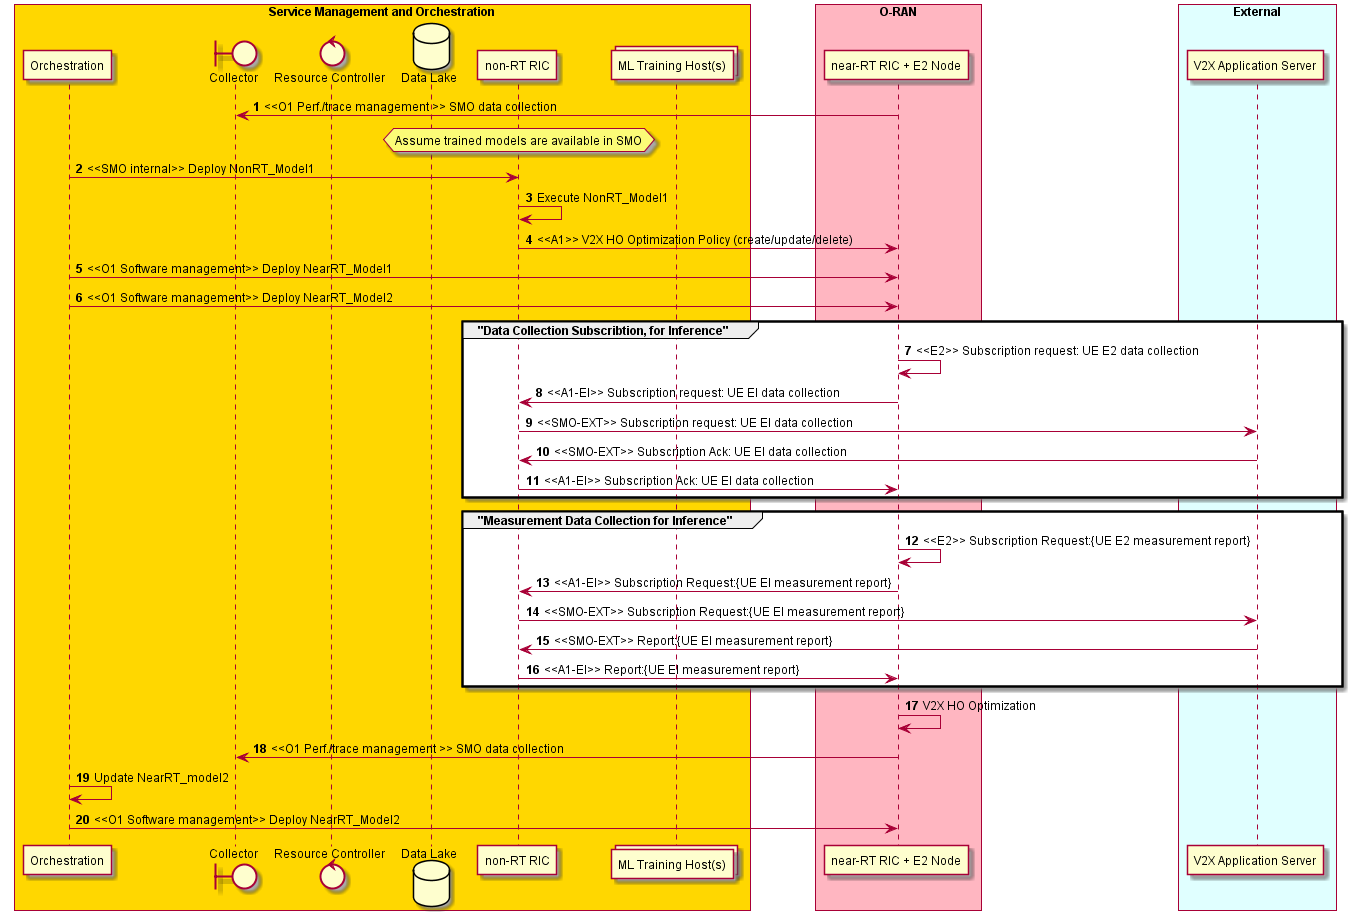 Service Management and Orchestration
O-RAN
External
Orchestration
Collector
Resource Controller
Data Lake
non-RT RIC
ML Training Host(s)
near-RT RIC + E2 Node
V2X Application Server
1 <<O1 Perf./trace management >> SMO data collection
Assume trained models are available in SMO
2 <<SMO internal>> Deploy NonRT_Model1
3 Execute NonRT_Model1
4 <<A1>> V2X HO Optimization Policy (create/update/delete)
5 <<O1 Software management>> Deploy NearRT_Model1
6 <<O1 Software management>> Deploy NearRT_Model2
"Data Collection Subscribtion, for Inference"
7 <<E2>> Subscription request: UE E2 data collection
8 <<A1-EI>> Subscription request: UE EI data collection
9 <<SMO-EXT>> Subscription request: UE EI data collection
10 <<SMO-EXT>> Subscription Ack: UE EI data collection
11 <<A1-EI>> Subscription Ack: UE EI data collection
"Measurement Data Collection for Inference"
12 <<E2>> Subscription Request:{UE E2 measurement report}
13 <<A1-EI>> Subscription Request:{UE EI measurement report}
14 <<SMO-EXT>> Subscription Request:{UE EI measurement report}
15 <<SMO-EXT>> Report:{UE EI measurement report}
16 <<A1-EI>> Report:{UE EI measurement report}
17 V2X HO Optimization
18 <<O1 Perf./trace management >> SMO data collection
19 Update NearRT_model2
20 <<O1 Software management>> Deploy NearRT_Model2
Orchestration
Collector
Resource Controller
Data Lake
non-RT RIC
ML Training Host(s)
near-RT RIC + E2 Node
V2X Application Server